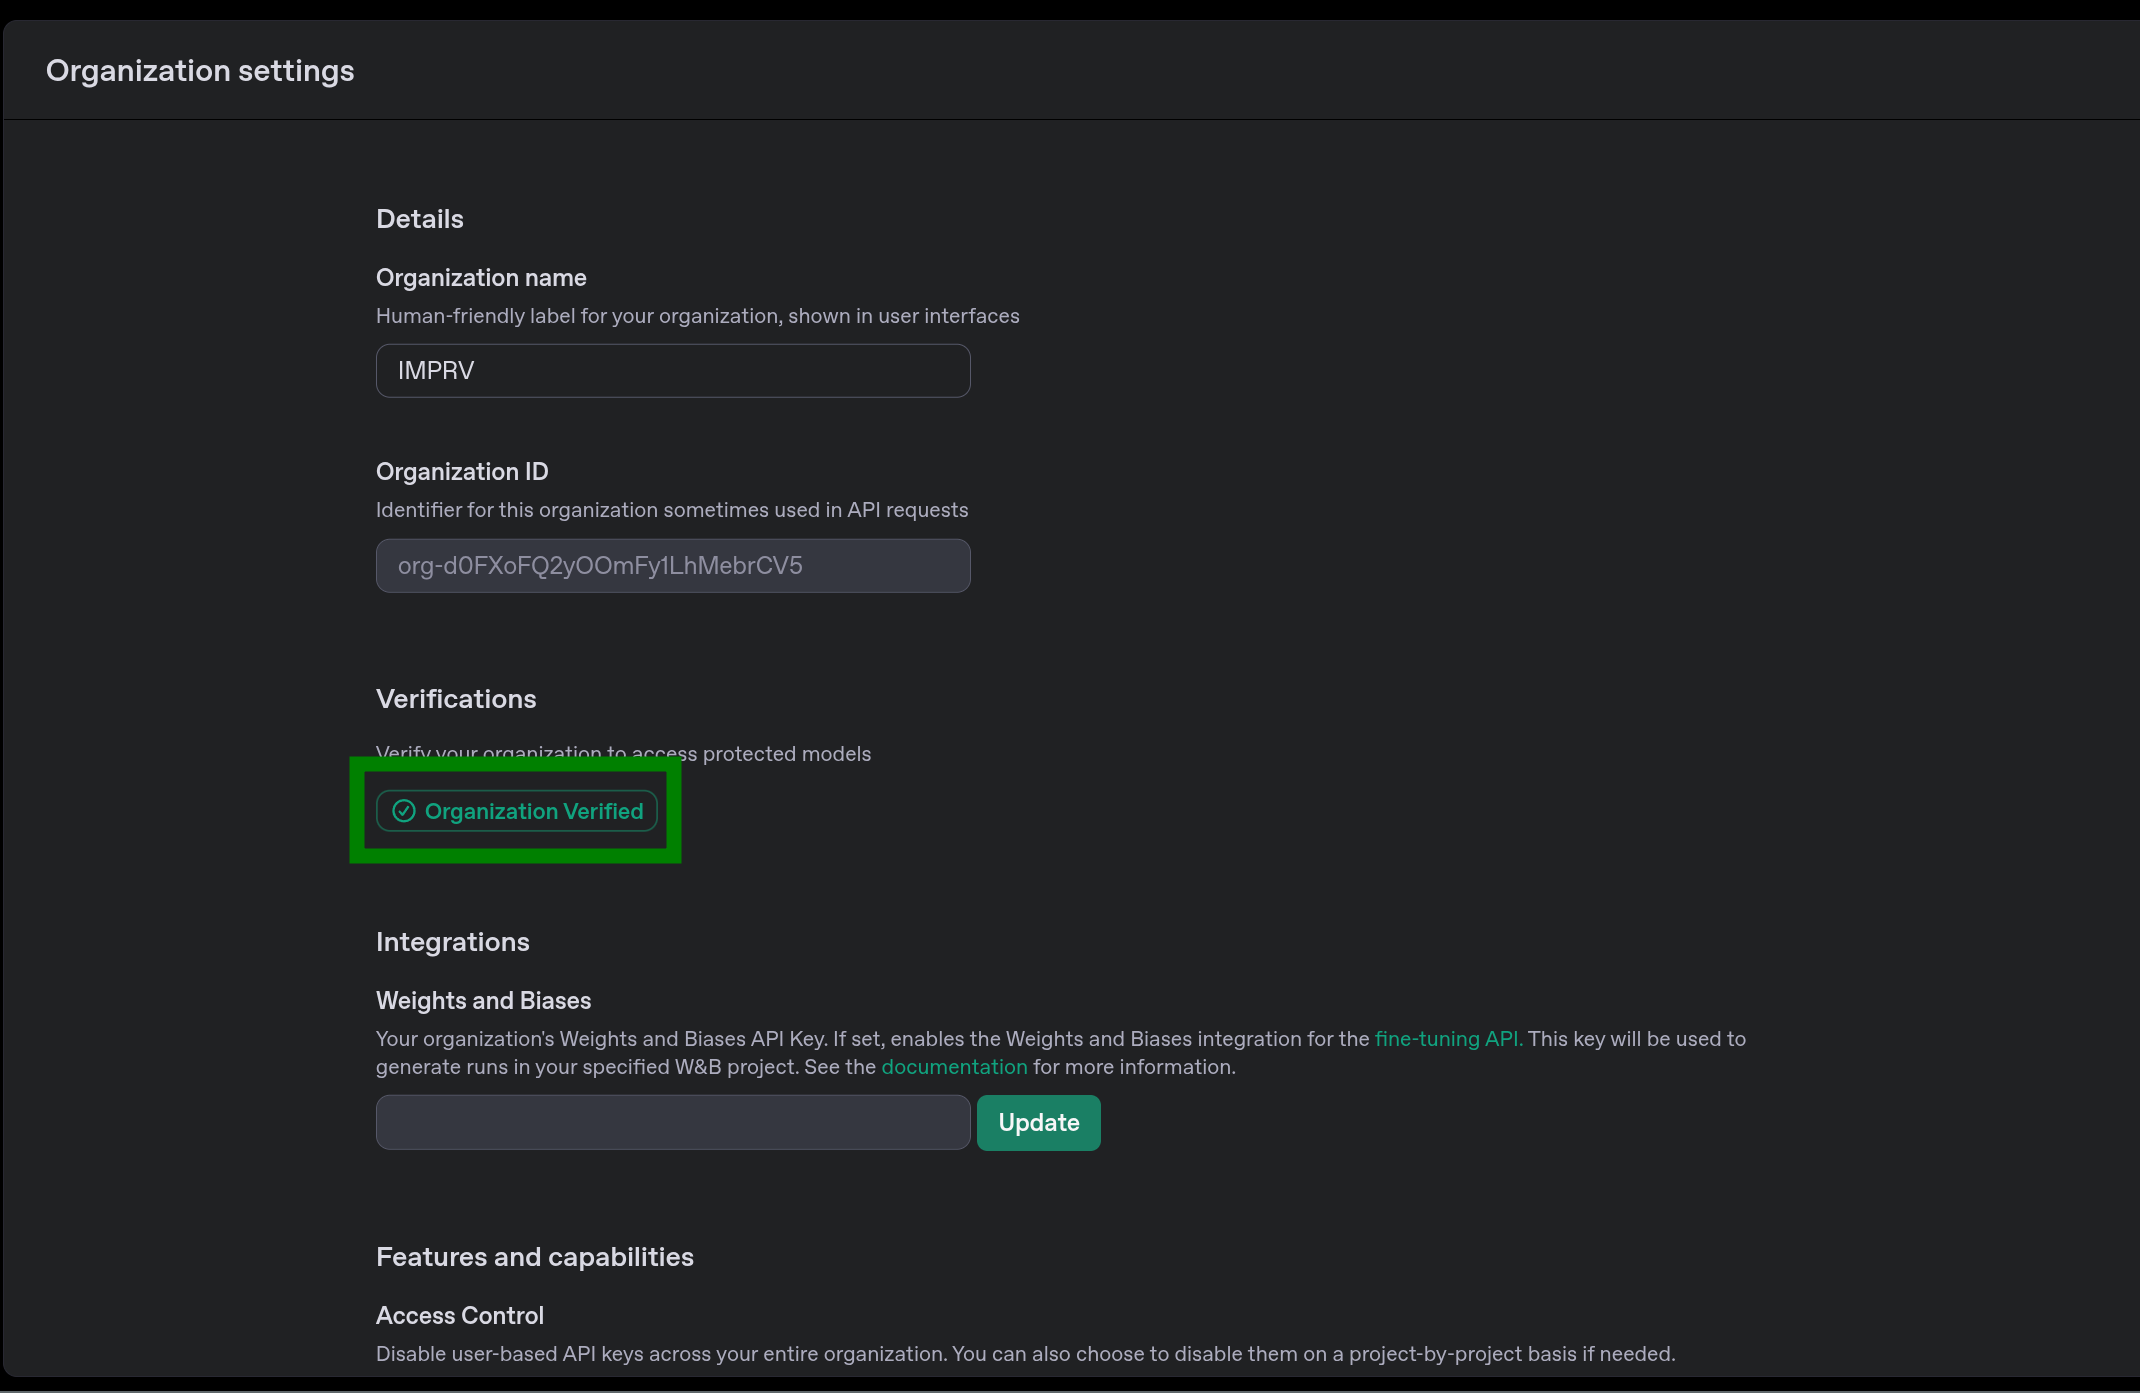 Organization settings
Details
Organization name
Human-friendly label for your organization, shown in user interfaces
IMPRV
Organization ID
Identifier for this organization sometimes used in API requests
org-d0FXoFQ2yOOmFy1LhMebrCV5
Verifications
Verify your organization to access protected models
Organization Verified
Integrations
Weights and Biases
Your organization's Weights and Biases API Key. If set, enables the Weights and Biases integration for the fine-tuning API. This key will be used to
generate runs in your specified W&B project. See the documentation for more information.
Update
Features and capabilities
Access Control
Disable user-based API keys across your entire organization. You can also choose to disable them on a project-by-project basis if needed.